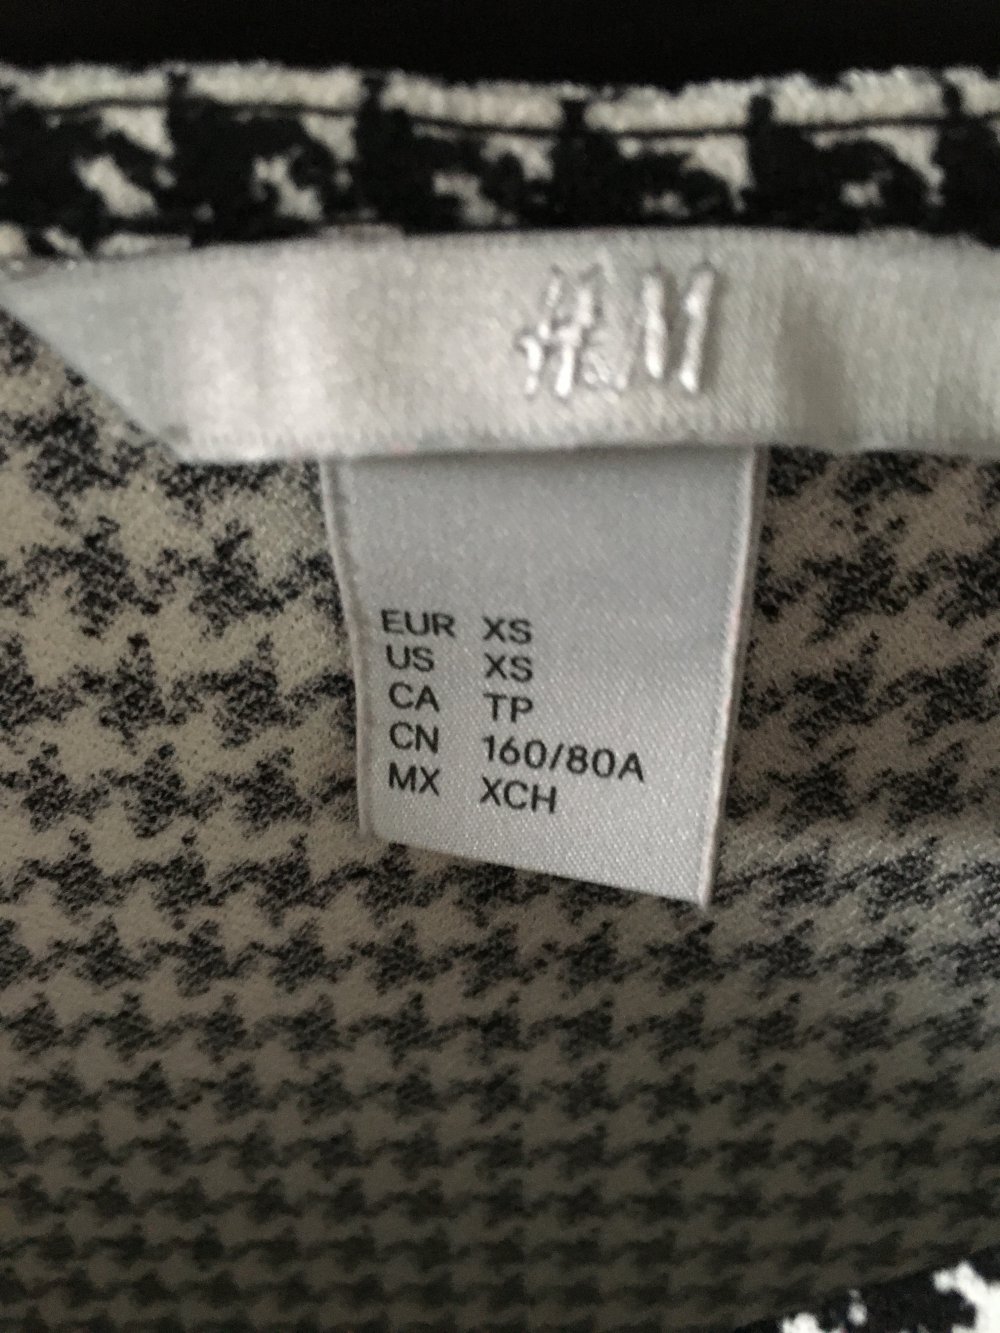 H&M
EUR XS
US XS
CA TP
CN 160/80A
MX XCH